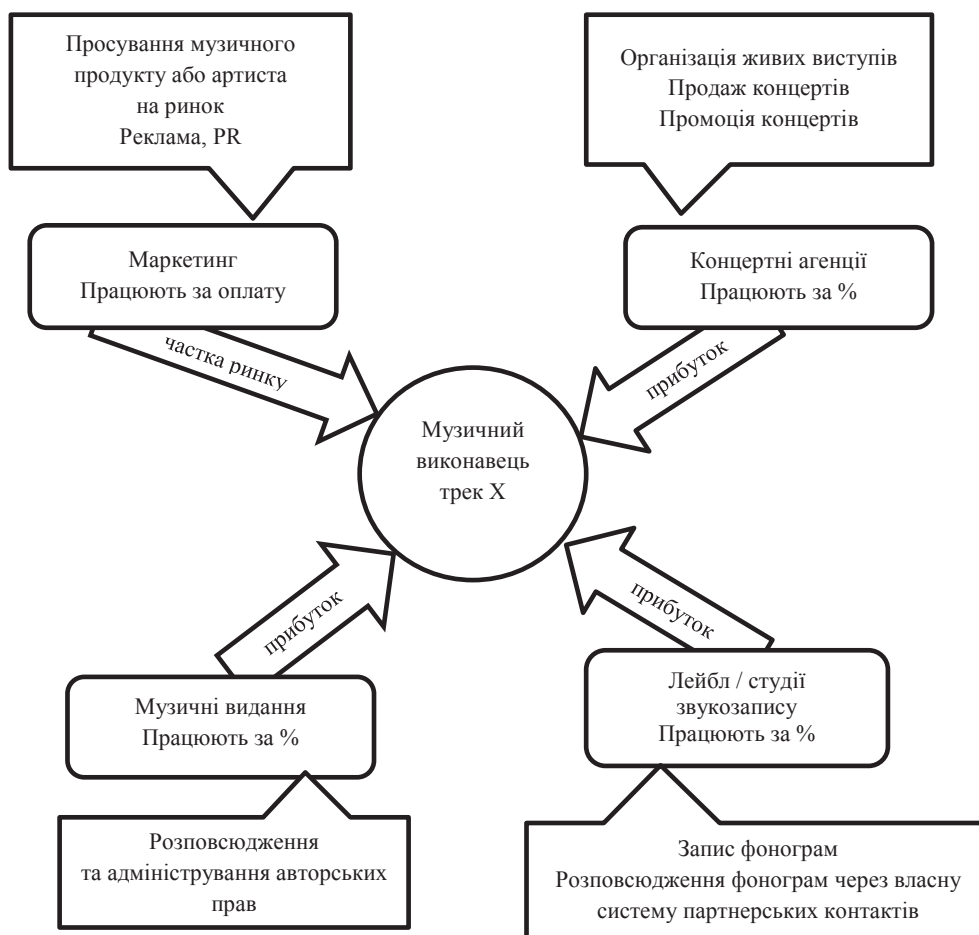 Просування музичного
продукту або артиста
на ринок
Реклама, PR
Організація живих виступів
Продаж концертів
Промоція концертів
Маркетинг
Працюють за оплату
Концертні агенції
Працюють за %
частка ринку
прибуток
Музичний
виконавець
трек Х
прибуток
прибуток
Музичні видання
Працюють за %
Лейбл / студії
звукозапису
Працюють за %
Розповсюдження
та адміністрування авторських
прав
Запис фонограм
Розповсюдження фонограм через власну
систему партнерських контактів